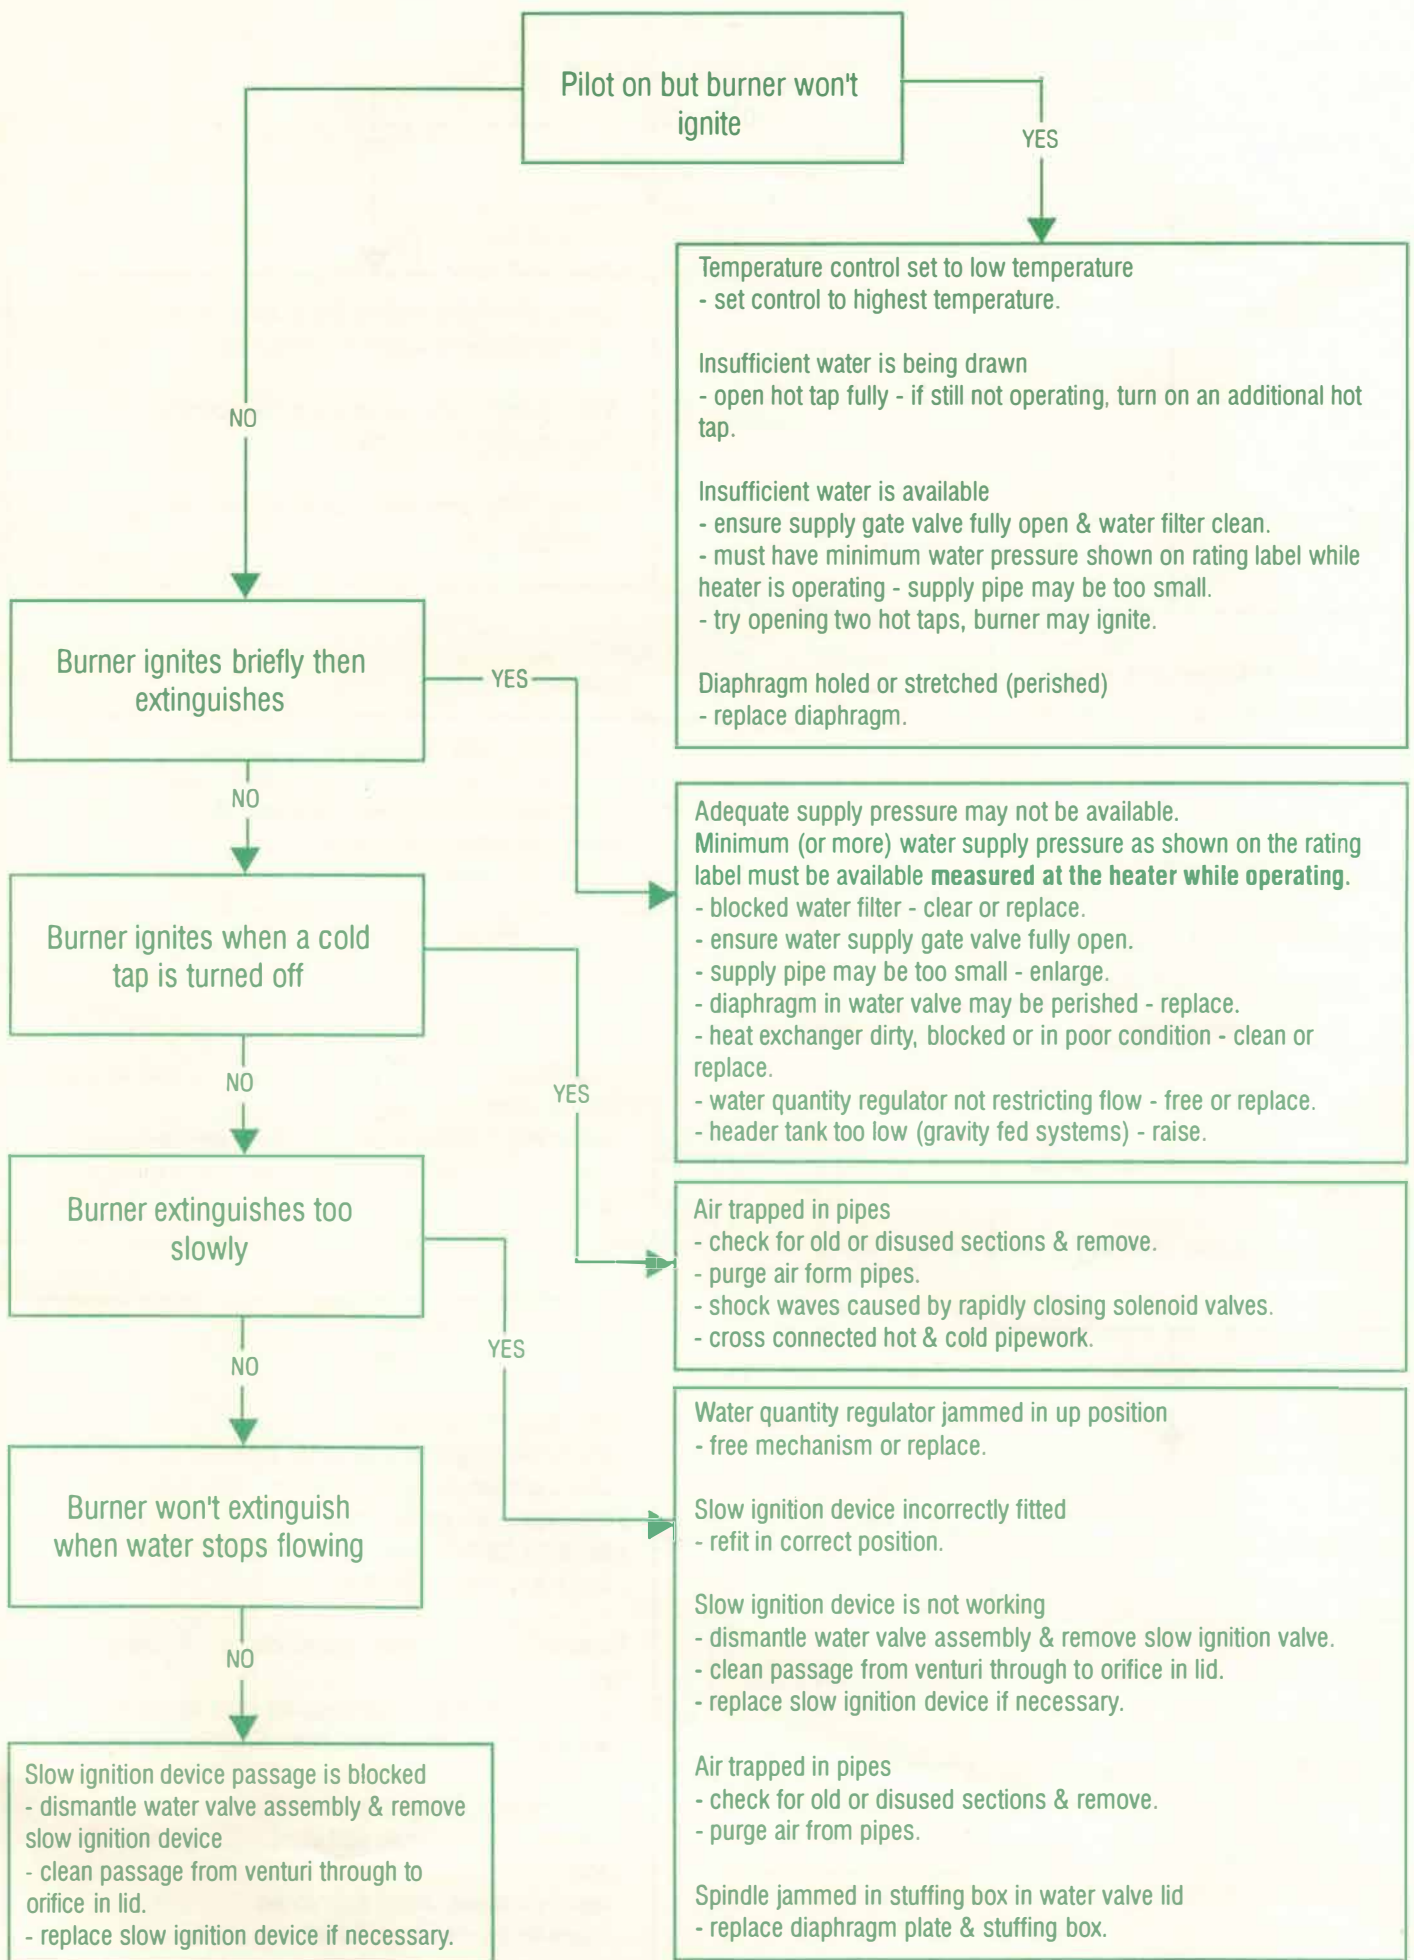 Pilot on but burner won't
ignite
YES
NO
Temperature control set to low temperature
- set control to highest temperature.
Insufficient water is being drawn
- open hot tap fully - if still not operating, turn on an additional hot
tap.
Insufficient water is available
- ensure supply gate valve fully open & water filter clean.
- must have minimum water pressure shown on rating label while
heater is operating - supply pipe may be too small.
- try opening two hot taps, burner may ignite.
Diaphragm holed or stretched (perished)
- replace diaphragm.
Burner ignites briefly then
extinguishes
YES
NO
Adequate supply pressure may not be available.
Minimum (or more) water supply pressure as shown on the rating
label must be available measured at the heater while operating.
- blocked water filter - clear or replace.
- ensure water supply gate valve fully open.
- supply pipe may be too small - enlarge.
- diaphragm in water valve may be perished - replace.
- heat exchanger dirty, blocked or in poor condition - clean or
replace.
- water quantity regulator not restricting flow - free or replace.
- header tank too low (gravity fed systems) - raise.
Burner ignites when a cold
tap is turned off
NO
YES
Air trapped in pipes
- check for old or disused sections & remove.
- purge air form pipes.
- shock waves caused by rapidly closing solenoid valves.
- cross connected hot & cold pipework.
Burner extinguishes too
slowly
YES
NO
Water quantity regulator jammed in up position
- free mechanism or replace.
Slow ignition device incorrectly fitted
- refit in correct position.
Slow ignition device is not working
- dismantle water valve assembly & remove slow ignition valve.
- clean passage from venturi through to orifice in lid.
- replace slow ignition device if necessary.
Air trapped in pipes
- check for old or disused sections & remove.
- purge air from pipes.
Spindle jammed in stuffing box in water valve lid
- replace diaphragm plate & stuffing box.
Burner won't extinguish
when water stops flowing
NO
Slow ignition device passage is blocked
- dismantle water valve assembly & remove
slow ignition device
- clean passage from venturi through to
orifice in lid.
- replace slow ignition device if necessary.